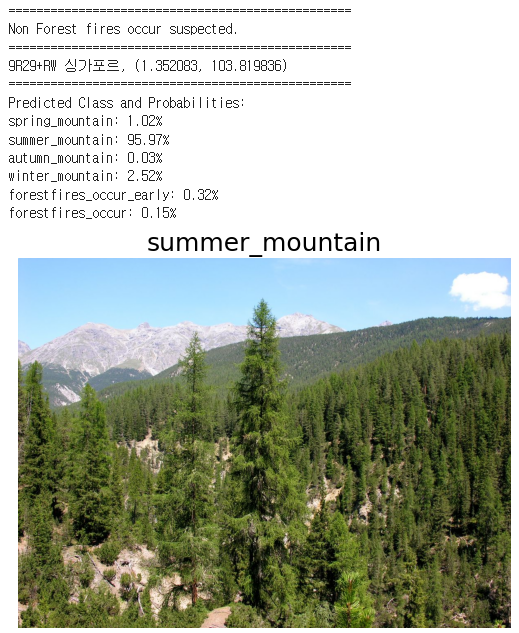 =================================================
Non Forest fires occur suspected.
=================================================
9R29+RW 싱가포르, (1.352083, 103.819836)
=================================================
Predicted Class and Probabilities:
spring_mountain: 1.02%
summer_mountain: 95.97%
autumn_mountain: 0.03%
winter_mountain: 2.52%
forestfires_occur_early: 0.32%
forestfires_occur: 0.15%
summer_mountain